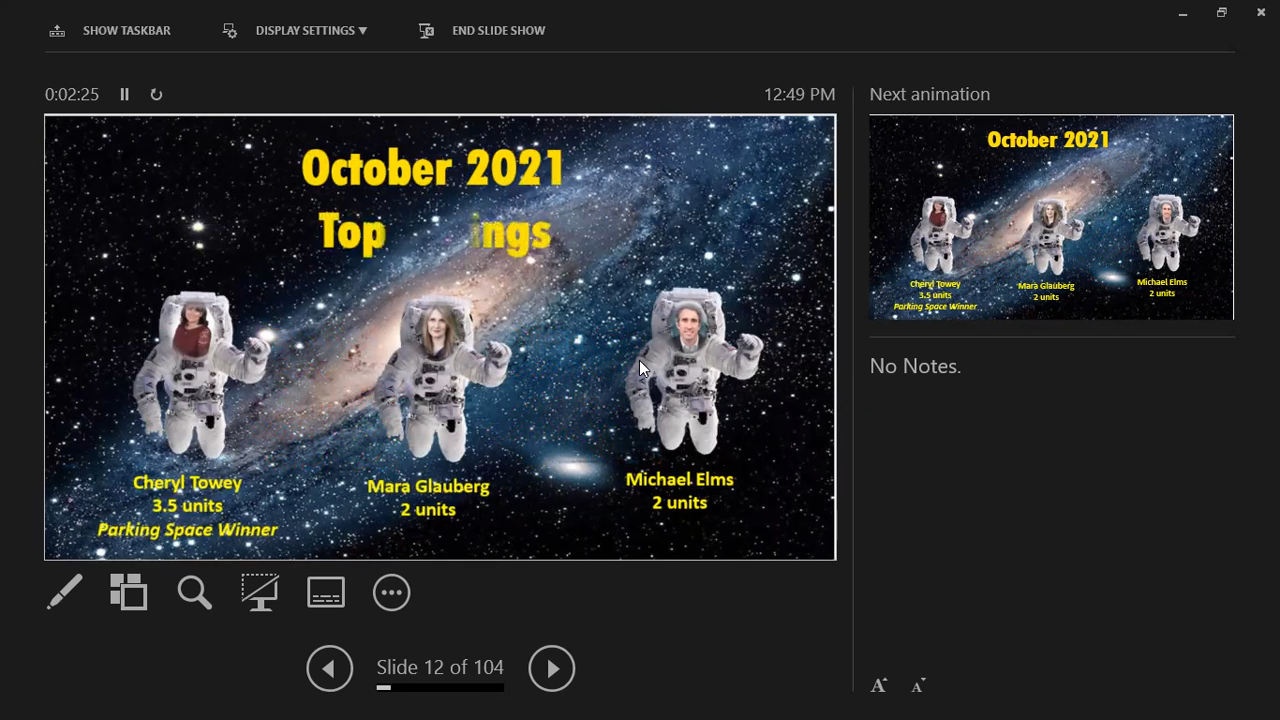 SHOW TASKBAR
DISPLAY SETTINGS ▼
END SLIDE SHOW
0:02:25
12:49 PM
October 2021
Top ings
Cheryl Towey
3.5 units
Parking Space Winner
Mara Glauberg
2 units
Michael Elms
2 units
Next animation
October 2021
Cheryl Towey
3.5 units
Parking Space Winner
Mara Glauberg
2 units
Michael Elms
2 units
No Notes.
Slide 12 of 104
A
A